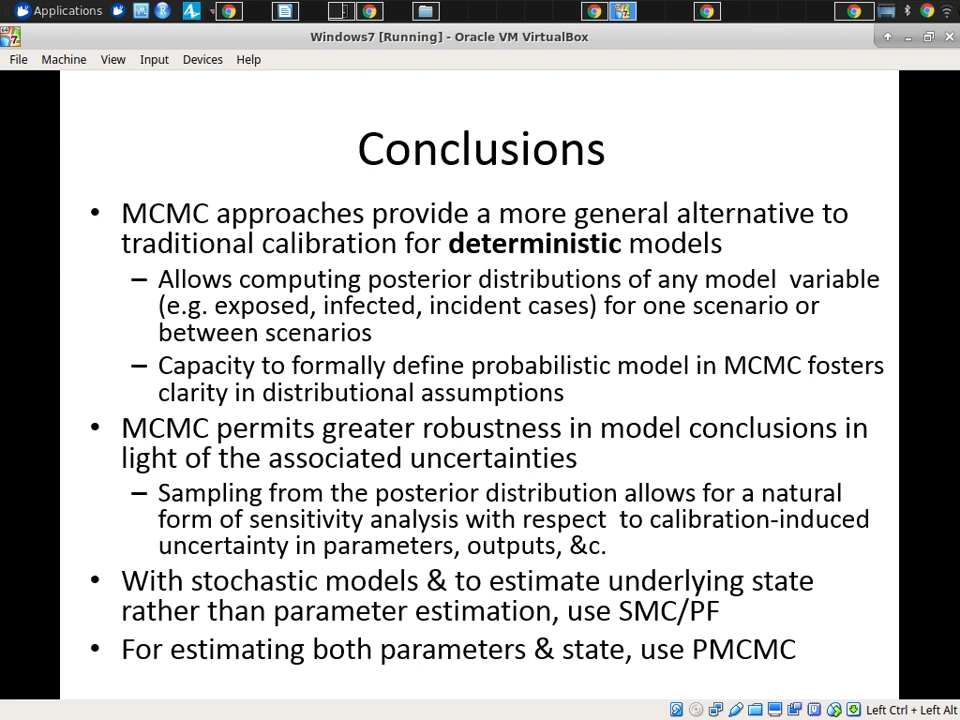 Applications
Windows7 [Running] - Oracle VM VirtualBox
File Machine View Input Devices Help
Conclusions
• MCMC approaches provide a more general alternative to
traditional calibration for deterministic models
– Allows computing posterior distributions of any model variable
(e.g. exposed, infected, incident cases) for one scenario or
between scenarios
– Capacity to formally define probabilistic model in MCMC fosters
clarity in distributional assumptions
• MCMC permits greater robustness in model conclusions in
light of the associated uncertainties
– Sampling from the posterior distribution allows for a natural
form of sensitivity analysis with respect to calibration-induced
uncertainty in parameters, outputs, &c.
• With stochastic models & to estimate underlying state
rather than parameter estimation, use SMC/PF
• For estimating both parameters & state, use PMCMC
Left Ctrl + Left Alt